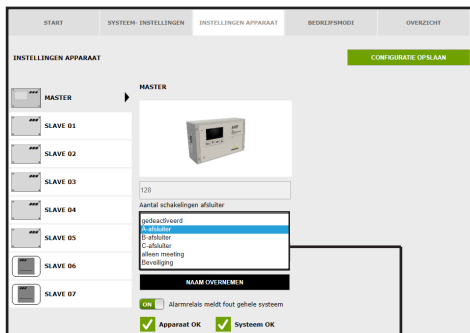 START
SYSTEEM- INSTELLINGEN
INSTELLINGEN APPARAAT
BEDRIJFSMODI
OVERZICHT
INSTELLINGEN APPARAAT
CONFIGURATIE OPSLAAN
MASTER
SLAVE 01
SLAVE 02
SLAVE 03
SLAVE 04
SLAVE 05
SLAVE 06
SLAVE 07
MASTER
128
Aantal schakelingen afsluiter
gedeactiveerd
A-afsluiter
B-afsluiter
C-afsluiter
alleen meeting
Beveiliging
NAAM OVERNEMEN
ON Alarmrelais meldt fout gehele systeem
Apparaat OK Systeem OK